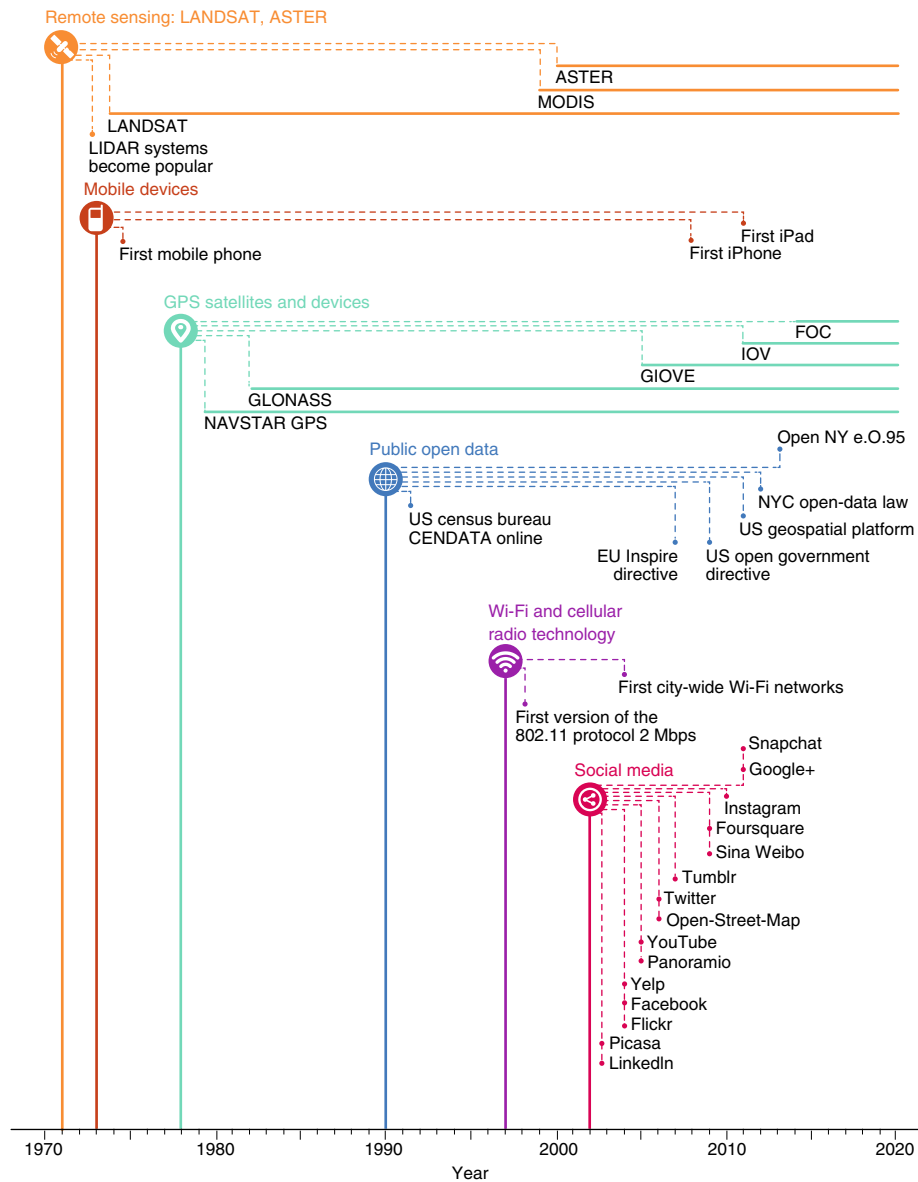 Remote sensing: LANDSAT, ASTER
ASTER
MODIS
LANDSAT
LIDAR systems
become popular
Mobile devices
First iPad
First iPhone
First mobile phone
GPS satellites and devices
FOC
IOV
GIOVE
GLONASS
NAVSTAR GPS
Open NY e.O.95
Public open data
NYC open-data law
US census bureau
CENDATA online
US geospatial platform
EU Inspire
directive
US open government
directive
Wi-Fi and cellular
radio technology
First city-wide Wi-Fi networks
First version of the
802.11 protocol 2 Mbps
Snapchat
Google+
Social media
Instagram
Foursquare
Sina Weibo
Tumblr
Twitter
Open-Street-Map
YouTube
Panoramio
Yelp
Facebook
Flickr
Picasa
LinkedIn
1970 1980 1990 2000 2010 2020
Year